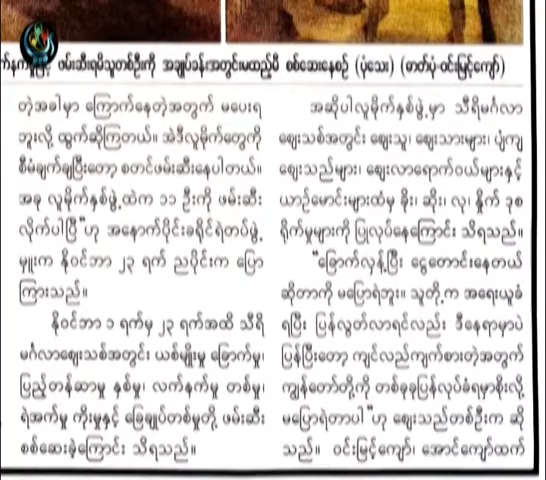 ဖမ်းဆီးရမိသူတစ်ဦးကို အချုပ်ခန်းအတွင်းမထည့်မီ စစ်ဆေးနေစဉ် (ပုံသေး) (ဓာတ်ပုံ-ဝင်းမြင့်ကျော်)
တဲ့အခါမှာ ကြောက်နေတဲ့အတွက် မပေးရ
ဘူးလို့ ထွက်ဆိုကြတယ်။ အဲဒီလူမိုက်တွေကို
စီမံချက်ချပြီးတော့ စတင်ဖမ်းဆီးနေပါတယ်။
အခု လူမိုက်နှစ်ဖွဲ့ထဲက ၁၁ ဦးကို ဖမ်းဆီး
လိုက်ပါပြီ"ဟု အနောက်ပိုင်းခရိုင်ရဲတပ်ဖွဲ့
မှူးက နိုဝင်ဘာ ၂၃ ရက် ညပိုင်းက ပြော
ကြားသည်။
နိုဝင်ဘာ ၁ ရက်မှ ၂၃ ရက်အထိ သီရိ
မင်္ဂလာဈေးသစ်အတွင်း ယစ်မျိုးမှု ခြောက်မှု၊
ပြည့်တန်ဆာမှု နှစ်မှု၊ လက်နက်မှု တစ်မှု၊
ရဲအက်မှု ကိုးမှုနှင့် ခြေချုပ်တစ်မှုတို့ ဖမ်းဆီး
စစ်ဆေးခဲ့ကြောင်း သိရသည်။
အဆိုပါလူမိုက်နှစ်ဖွဲ့မှာ သီရိမင်္ဂလာ
ဈေးသစ်အတွင်း ဈေးသူ၊ ဈေးသားများ၊ ပျံကျ
ဈေးသည်များ၊ ဈေးလာရောက်ဝယ်များနှင့်
ယာဉ်မောင်းများထံမှ ခိုး၊ ဆိုး၊ လု၊ နှိုက် ဒုစ
ရိုက်မှုများကို ပြုလုပ်နေကြောင်း သိရသည်။
"ခြောက်လှန့်ပြီး ငွေတောင်းနေတယ်
ဆိုတာကို မပြောရဲဘူး။ သူတို့က အရေးယူခံ
ရပြီး ပြန်လွတ်လာရင်လည်း ဒီနေရာမှာပဲ
ပြန်ပြီးတော့ ကျင်လည်ကျက်စားတဲ့အတွက်
ကျွန်တော်တို့ကို တစ်ခုခုပြန်လုပ်ခံရမှာစိုးလို့
မပြောရဲတာပါ"ဟု ဈေးသည်တစ်ဦးက ဆို
သည်။ ဝင်းမြင့်ကျော်၊ အောင်ကျော်ထက်